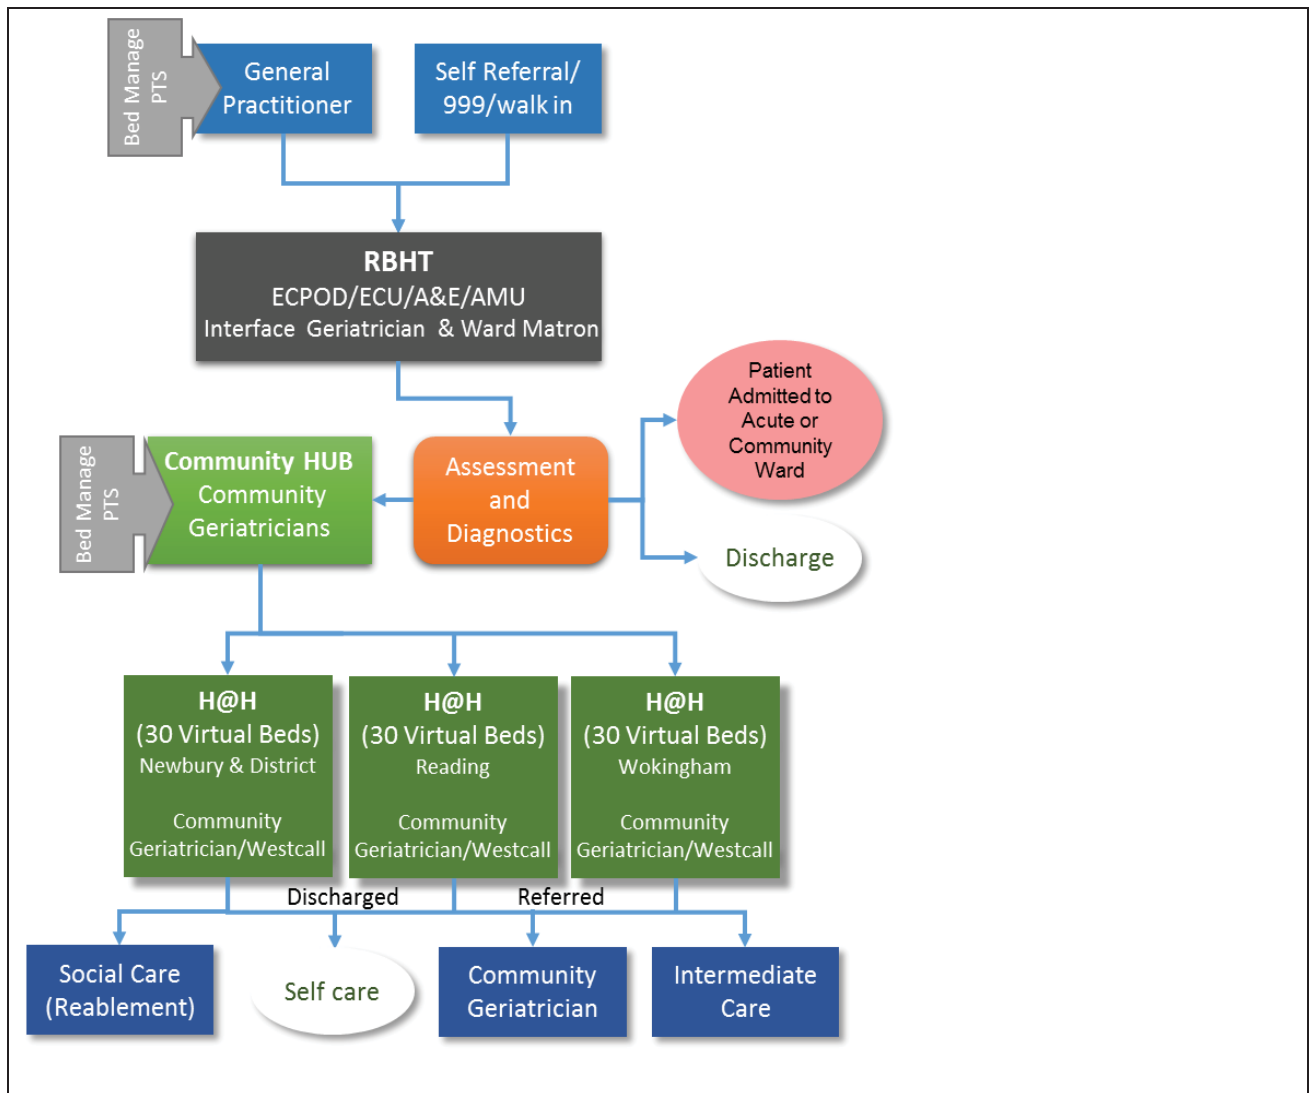 Bed Manage
PTS
General
Practitioner
Self Referral/
999/walk in
RBHT
ECPOD/ECU/A&E/AMU
Interface Geriatrician & Ward Matron
Patient
Admitted to
Acute or
Community
Ward
Bed Manage
PTS
Community HUB
Community
Geriatricians
Assessment
and
Diagnostics
Discharge
H@H
(30 Virtual Beds)
Newbury & District
Community
Geriatrician/Westcall
H@H
(30 Virtual Beds)
Reading
Community
Geriatrician/Westcall
H@H
(30 Virtual Beds)
Wokingham
Community
Geriatrician/Westcall
Discharged
Referred
Social Care
(Reablement)
Self care
Community
Geriatrician
Intermediate
Care